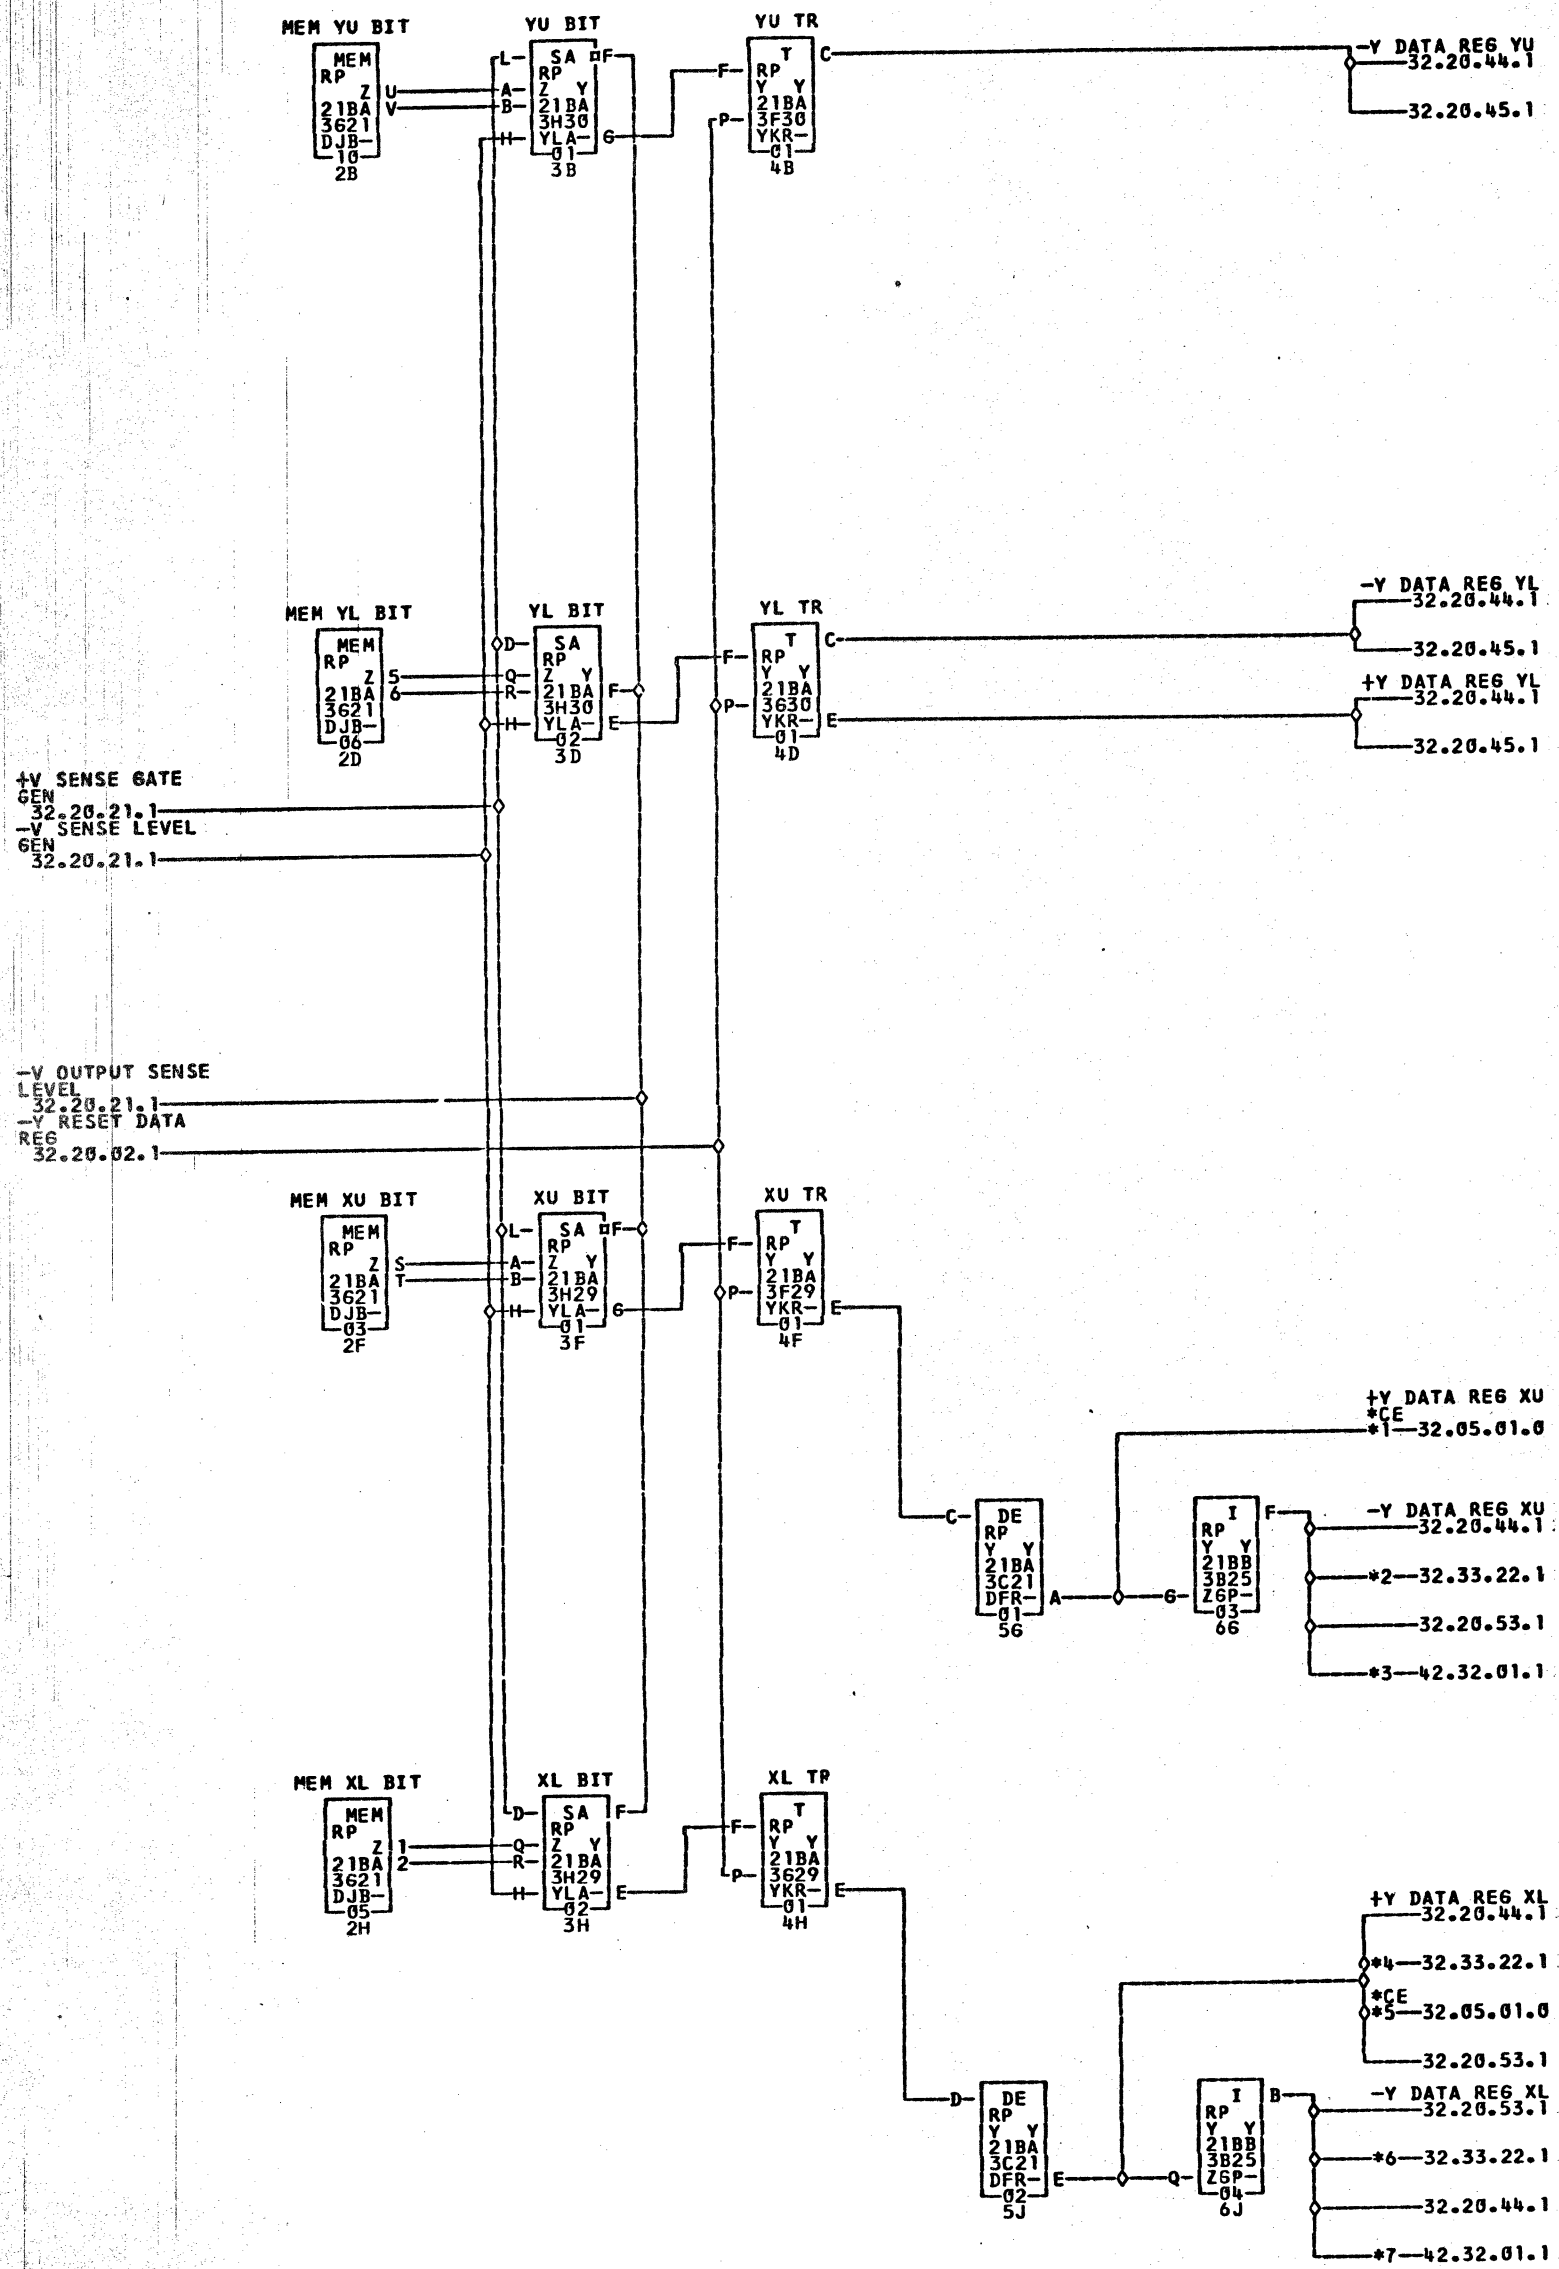 MEM YU BIT
MEM
RP
Z U
21BA V
3621
DJB-
10
2B
YU BIT
L- SA F
RP
A- Z Y
B- 21BA
3H30
H- YLA- G
01
3B
YU TR
T C
F- RP
Y Y
21BA
P- 3F30
YKR-
01
4B
-Y DATA REG YU
32.20.44.1
32.20.45.1
MEM YL BIT
MEM
RP
Z 5
21BA 6
3621
DJB-
06
2D
YL BIT
D- SA
RP
Q- Z Y
R- 21BA F
3H30
H- YLA- E
02
3D
YL TR
T C
F- RP
Y Y
21BA
P- 3G30
YKR- E
01
4D
-Y DATA REG YL
32.20.44.1
32.20.45.1
+Y DATA REG YL
32.20.44.1
32.20.45.1
+V SENSE GATE
GEN
32.20.21.1
-V SENSE LEVEL
GEN
32.20.21.1
-V OUTPUT SENSE
LEVEL
32.20.21.1
-Y RESET DATA
REG
32.20.02.1
MEM XU BIT
MEM
RP
Z S
21BA T
3621
DJB-
03
2F
XU BIT
L- SA F
RP
A- Z Y
B- 21BA
3H29
H- YLA- G
01
3F
XU TR
T
F- RP
Y Y
21BA
P- 3F29
YKR- E
01
4F
+Y DATA REG XU
*CE
*1-32.05.01.0
C- DE
RP
Y Y
21BA
3C21
DFR- A
01
5G
I F
RP
Y Y
21BB
3B25
G- ZGP-
03
6G
-Y DATA REG XU
32.20.44.1
*2-32.33.22.1
32.20.53.1
*3-42.32.01.1
MEM XL BIT
MEM
RP
Z 1
21BA 2
3621
DJB-
05
2H
XL BIT
D- SA F
RP
Q- Z Y
R- 21BA
3H29
H- YLA- E
02
3H
XL TR
T
F- RP
Y Y
21BA
P- 3G29
YKR- E
01
4H
+Y DATA REG XL
32.20.44.1
*4-32.33.22.1
*CE
*5-32.05.01.0
32.20.53.1
D- DE
RP
Y Y
21BA
3C21
DFR- E
02
5J
I B
RP
Y Y
21BB
3B25
Q- ZGP-
04
6J
-Y DATA REG XL
32.20.53.1
*6-32.33.22.1
32.20.44.1
*7-42.32.01.1